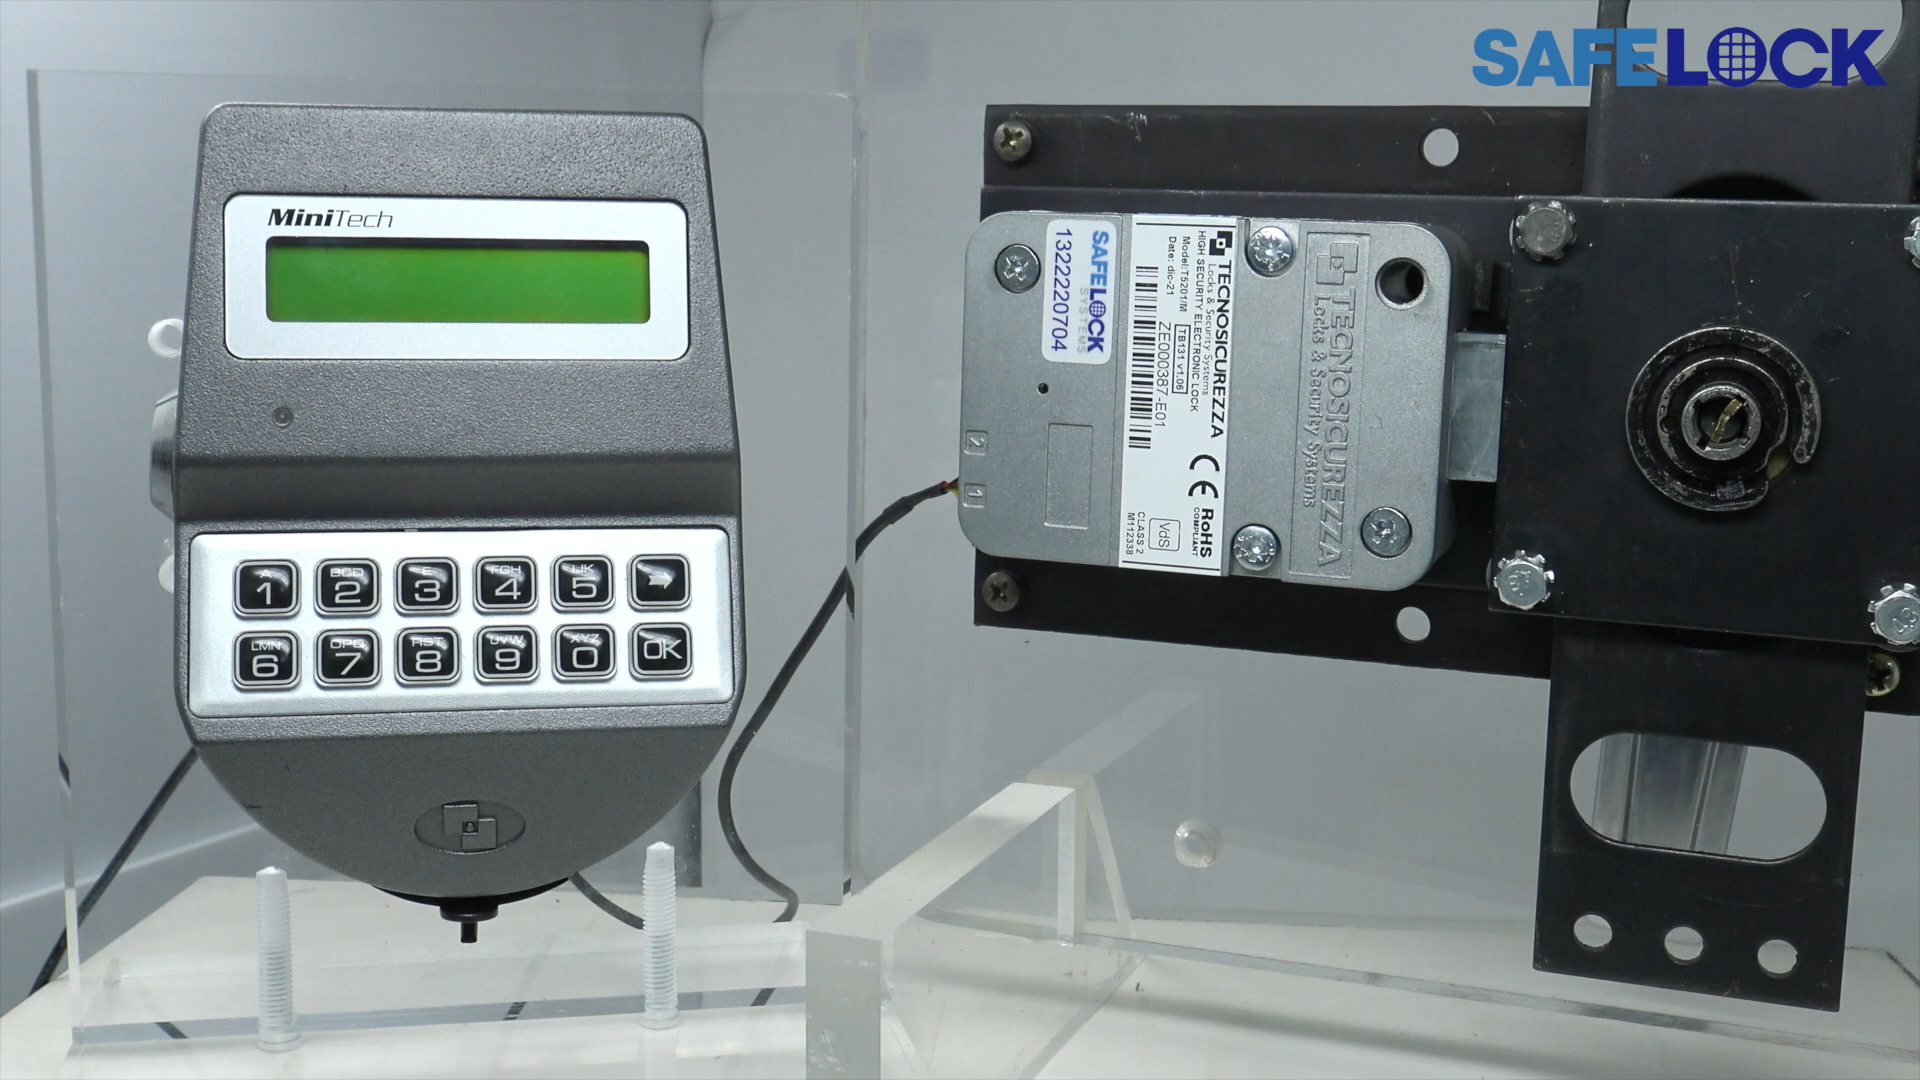 SAFELOCK
MiniTech
A
1
BCD
2
E
3
FGH
4
IJK
5
LMN
6
OPQ
7
RST
8
UVW
9
XYZ
0
OK
SAFELOCK
SYSTEMS
1322220704
TECNOSICUREZZA
Locks & Security Systems
HIGH SECURITY ELECTRONIC LOCK
Model:T5201/M TB131 v1.06
Date: dic-21
ZE000387-E01
CE
RoHS
COMPLIANT
VdS
CLASS 2
M112338
TECNOSICUREZZA
Locks & Security Systems
2
1